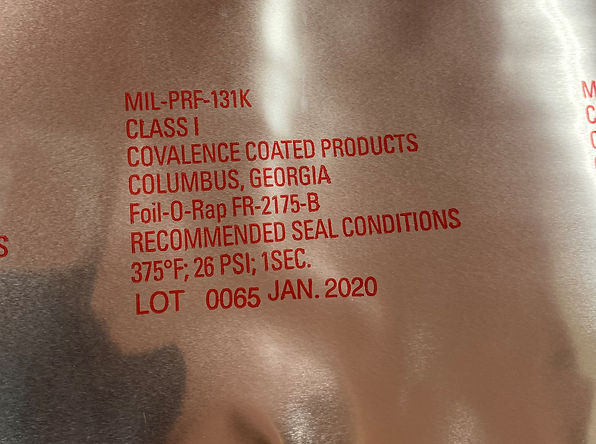 MIL-PRF-131K
CLASS I
COVALENCE COATED PRODUCTS
COLUMBUS, GEORGIA
Foil-O-Rap FR-2175-B
RECOMMENDED SEAL CONDITIONS
375°F; 26 PSI; 1SEC.
LOT 0065 JAN. 2020